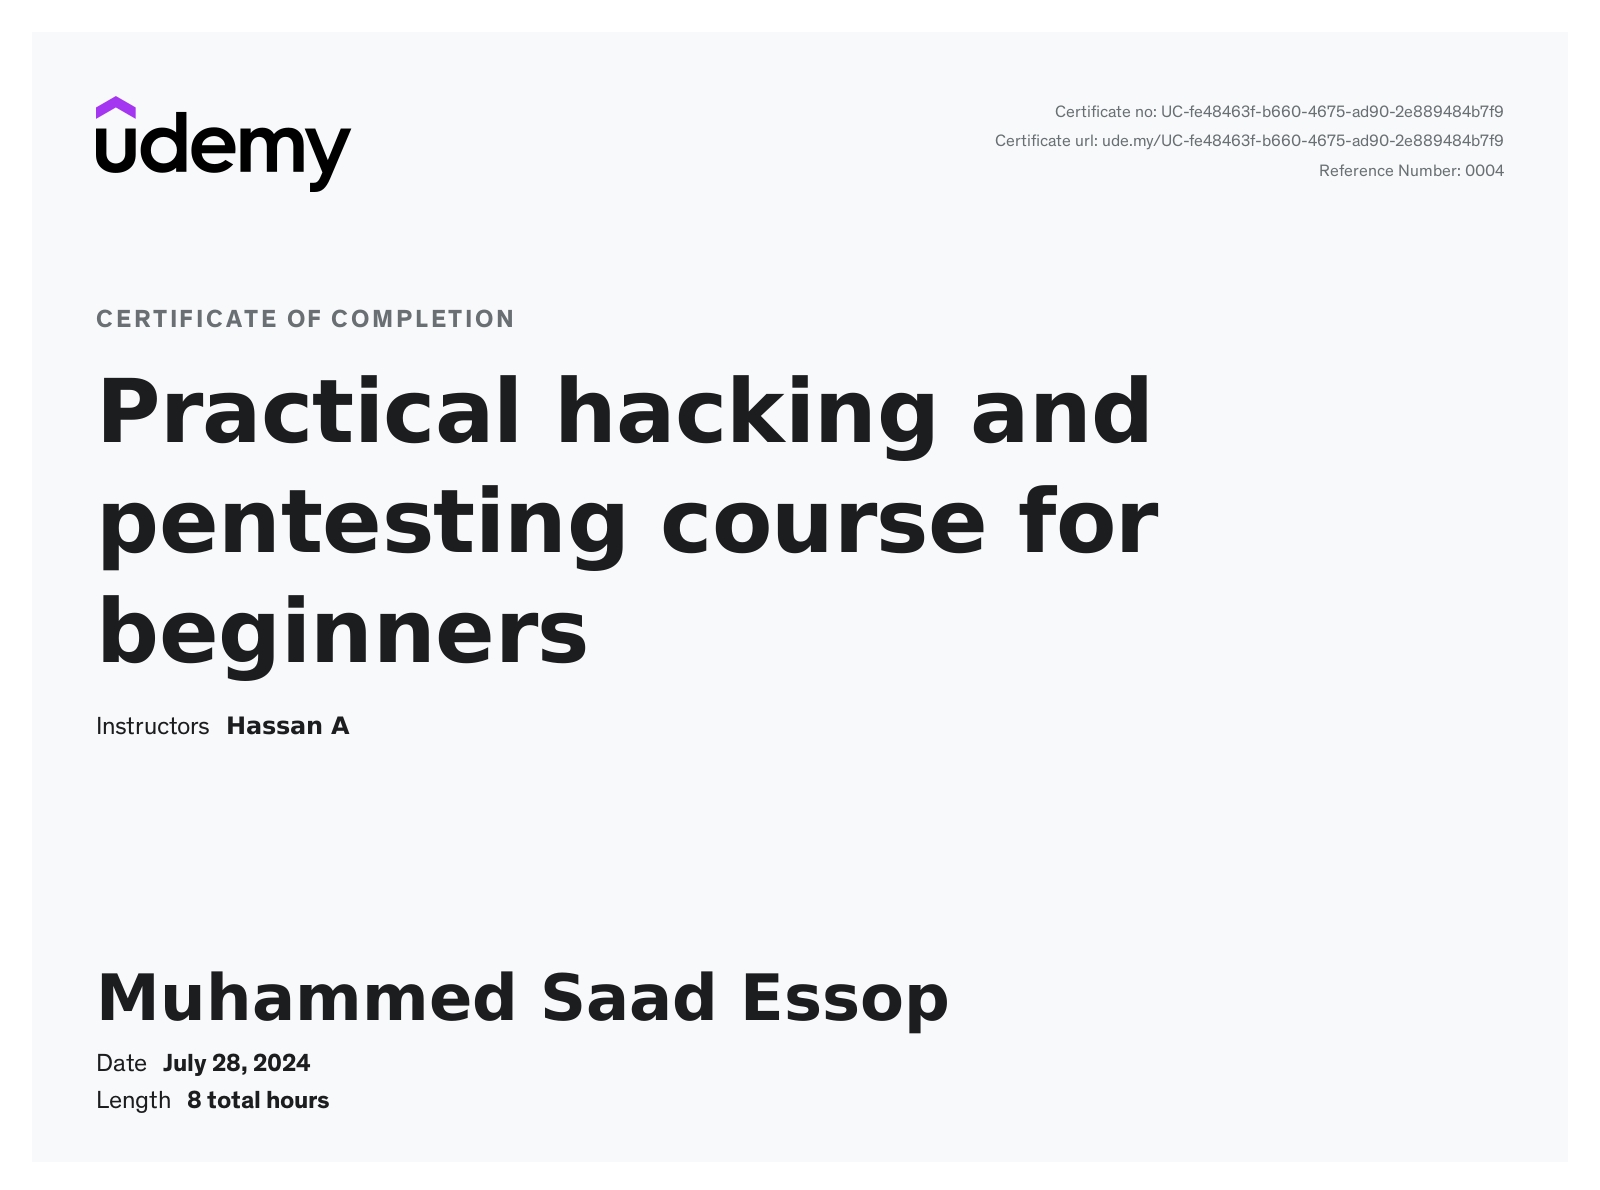 udemy
Certificate no: UC-fe48463f-b660-4675-ad90-2e889484b7f9
Certificate url: ude.my/UC-fe48463f-b660-4675-ad90-2e889484b7f9
Reference Number: 0004
CERTIFICATE OF COMPLETION
Practical hacking and
pentesting course for
beginners
Instructors Hassan A
Muhammed Saad Essop
Date July 28, 2024
Length 8 total hours